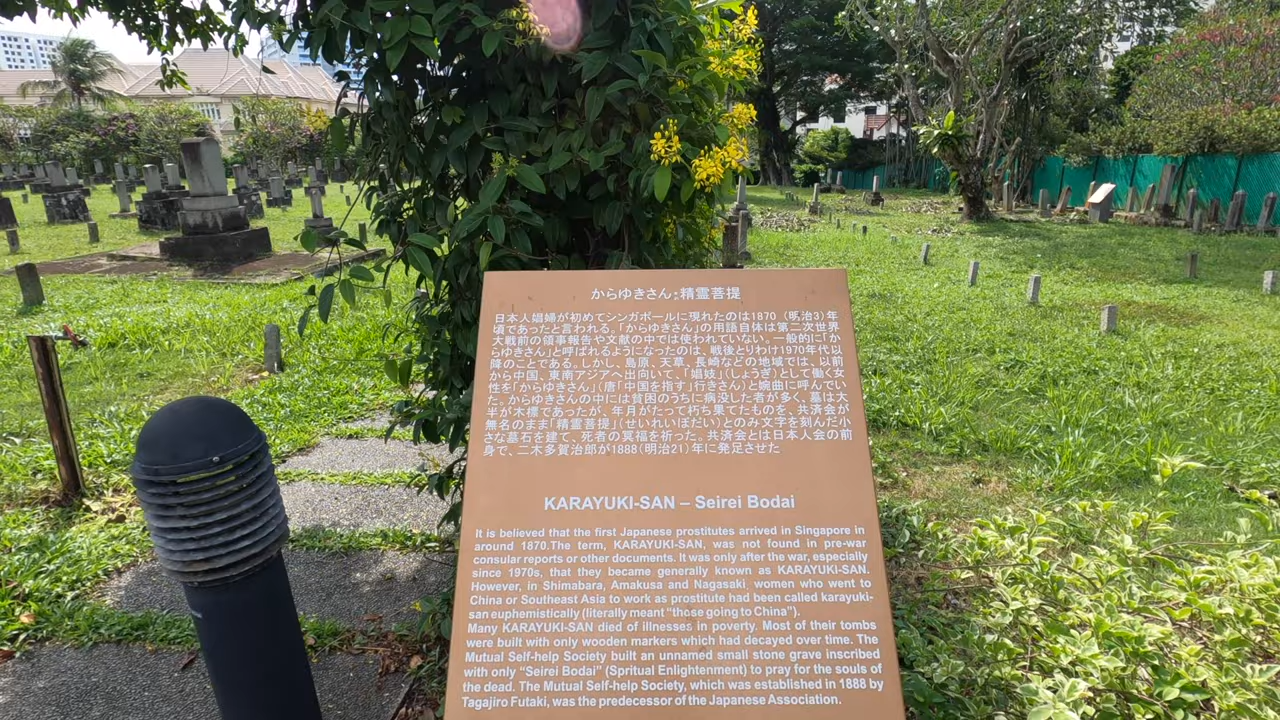 からゆきさん:精霊菩提
日本人娼婦が初めてシンガポールに現れたのは1870(明治3)年
頃であったと言われる。「からゆきさん」の用語自体は第二次世界
大戦前の領事報告や文献の中では使われていない。一般的に「か
らゆきさん」と呼ばれるようになったのは、戦後とりわけ1970年代以
降のことである。しかし、島原、天草、長崎などの地域では、以前
から中国、東南アジアへ出向いて、「娼妓」(しょうぎ)として働く女
性を「からゆきさん」(唐「中国を指す」行きさん)と婉曲に呼んでい
た。からゆきさんの中には貧困のうちに病没した者が多く、墓は大
半が木標であったが、年月がたって朽ち果てたものを、共済会が
無名のまま「精霊菩提」(せいれいぼだい)とのみ文字を刻んだ小
さな墓石を建て、死者の冥福を祈った。共済会とは日本人会の前
身で、二木多賀治郎が1888(明治21)年に発足させた
KARAYUKI-SAN – Seirei Bodai
It is believed that the first Japanese prostitutes arrived in Singapore in
around 1870.The term, KARAYUKI-SAN, was not found in pre-war
consular reports or other documents. It was only after the war, especially
since 1970s, that they became generally known as KARAYUKI-SAN.
However, in Shimabara, Amakusa and Nagasaki, women who went to
China or Southeast Asia to work as prostitute had been called karayuki-
san euphemistically (literally meant "those going to China").
Many KARAYUKI-SAN died of illnesses in poverty. Most of their tombs
were built with only wooden markers which had decayed over time. The
Mutual Self-help Society built an unnamed small stone grave inscribed
with only "Seirei Bodai" (Spritual Enlightenment) to pray for the souls of
the dead. The Mutual Self-help Society, which was established in 1888 by
Tagajiro Futaki, was the predecessor of the Japanese Association.